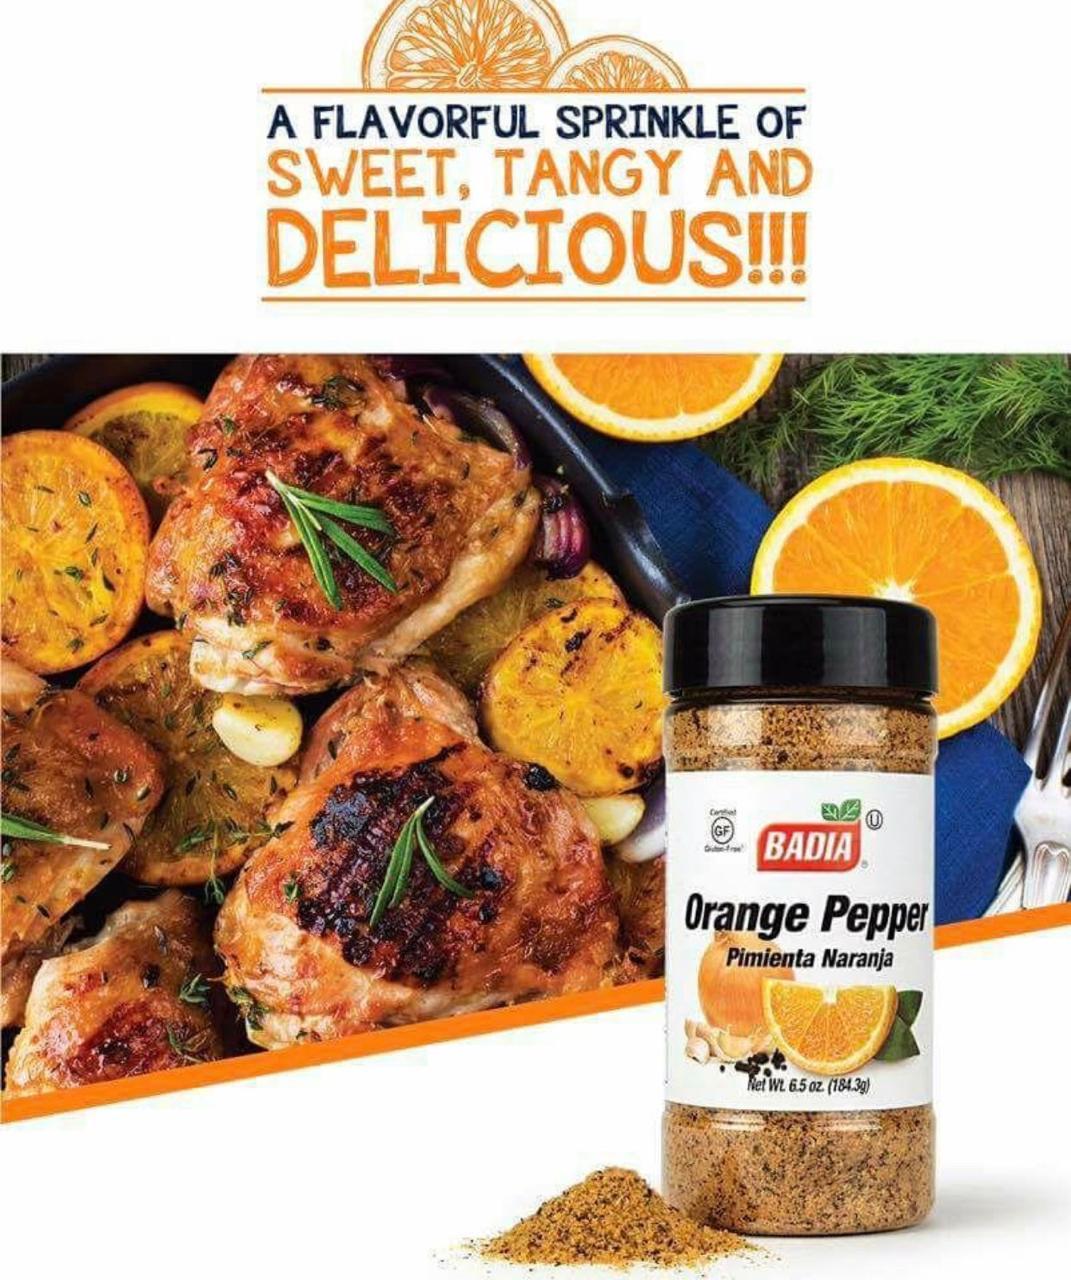 A FLAVORFUL SPRINKLE OF
SWEET, TANGY AND
DELICIOUS!!!
Certified
GF
Gluten-Free
BADIA
U
Orange Pepper
Pimienta Naranja
Net Wt. 6.5 oz. (184.3g)